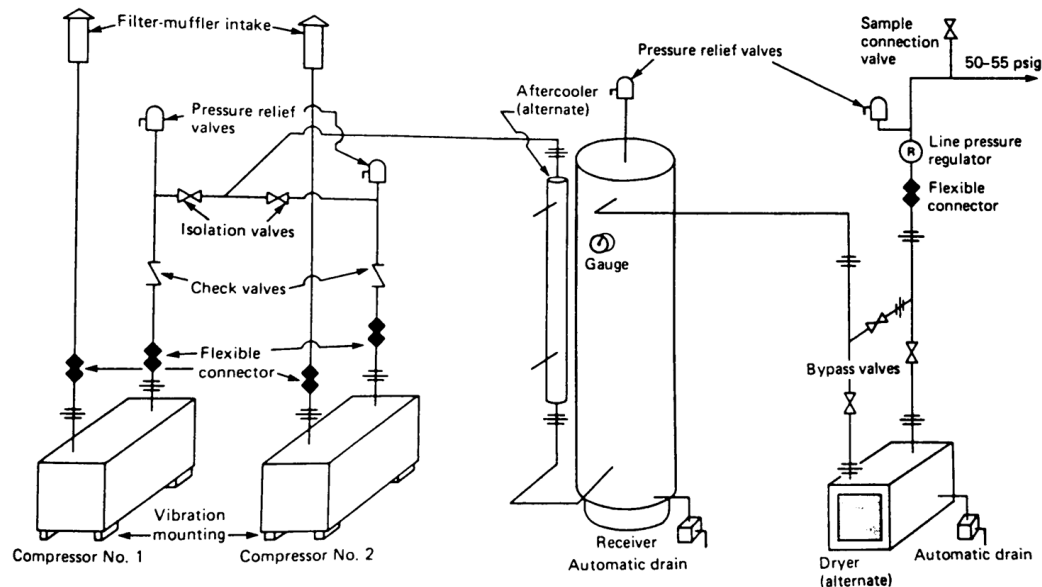 Filter-muffler intake
Pressure relief
valves
Isolation valves
Check valves
Flexible
connector
Vibration
mounting
Compressor No. 1
Compressor No. 2
Aftercooler
(alternate)
Pressure relief valves
Gauge
Receiver
Automatic drain
Sample
connection
valve
50–55 psig
R
Line pressure
regulator
Flexible
connector
Bypass valves
Dryer
(alternate)
Automatic drain